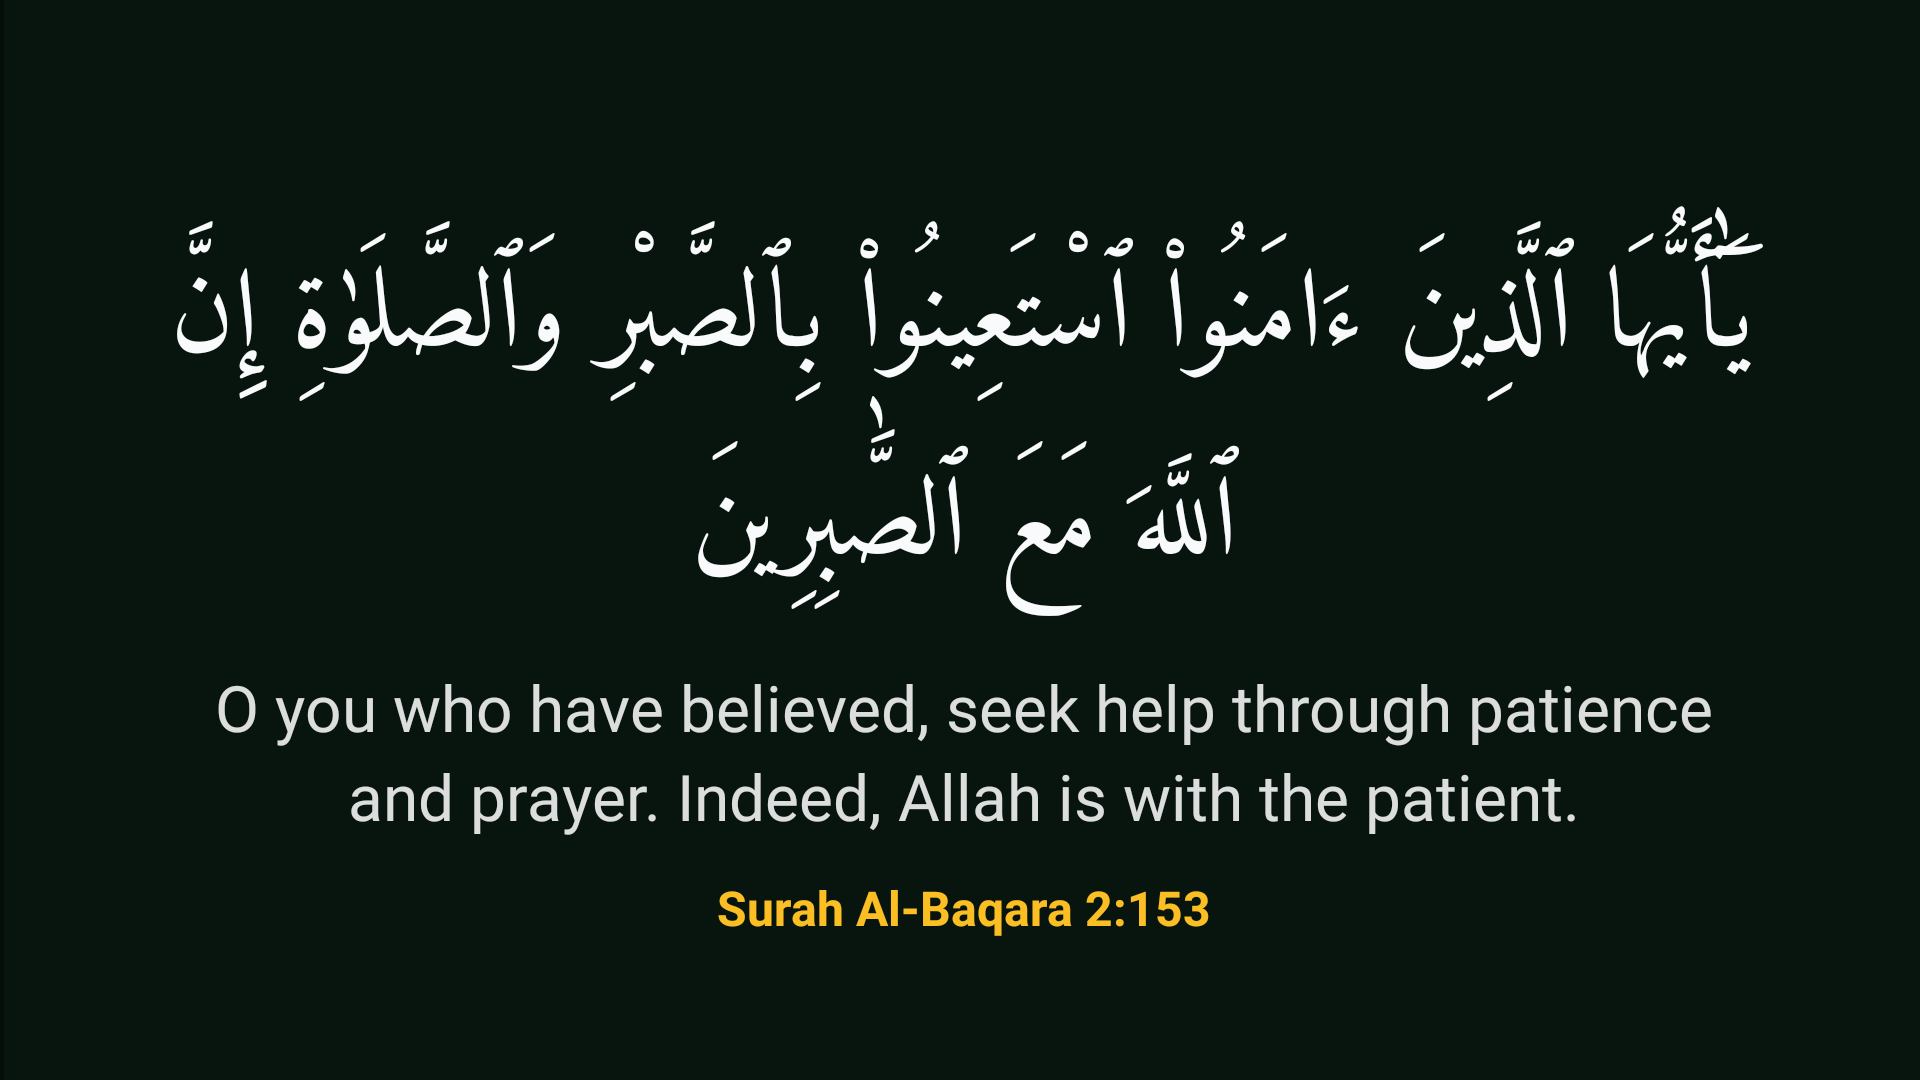 يَـٰٓأَيُّهَا ٱلَّذِينَ ءَامَنُوا۟ ٱسْتَعِينُوا۟ بِٱلصَّبْرِ وَٱلصَّلَوٰةِ إِنَّ
ٱللَّهَ مَعَ ٱلصَّـٰبِرِينَ
O you who have believed, seek help through patience
and prayer. Indeed, Allah is with the patient.
Surah Al-Baqara 2:153